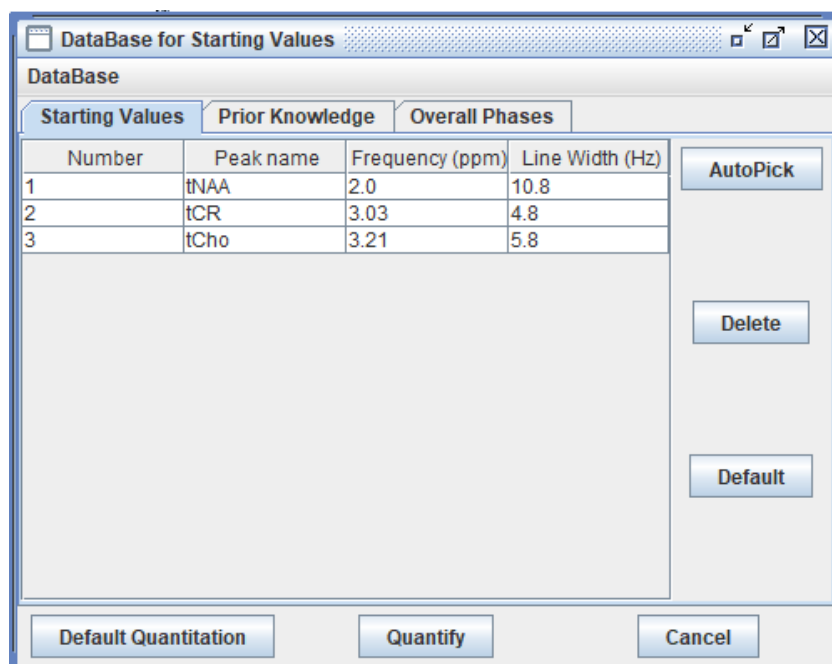 DataBase for Starting Values
DataBase
Starting Values Prior Knowledge Overall Phases
Number Peak name Frequency (ppm) Line Width (Hz)
1 tNAA 2.0 10.8
2 tCR 3.03 4.8
3 tCho 3.21 5.8
AutoPick
Delete
Default
Default Quantitation Quantify Cancel